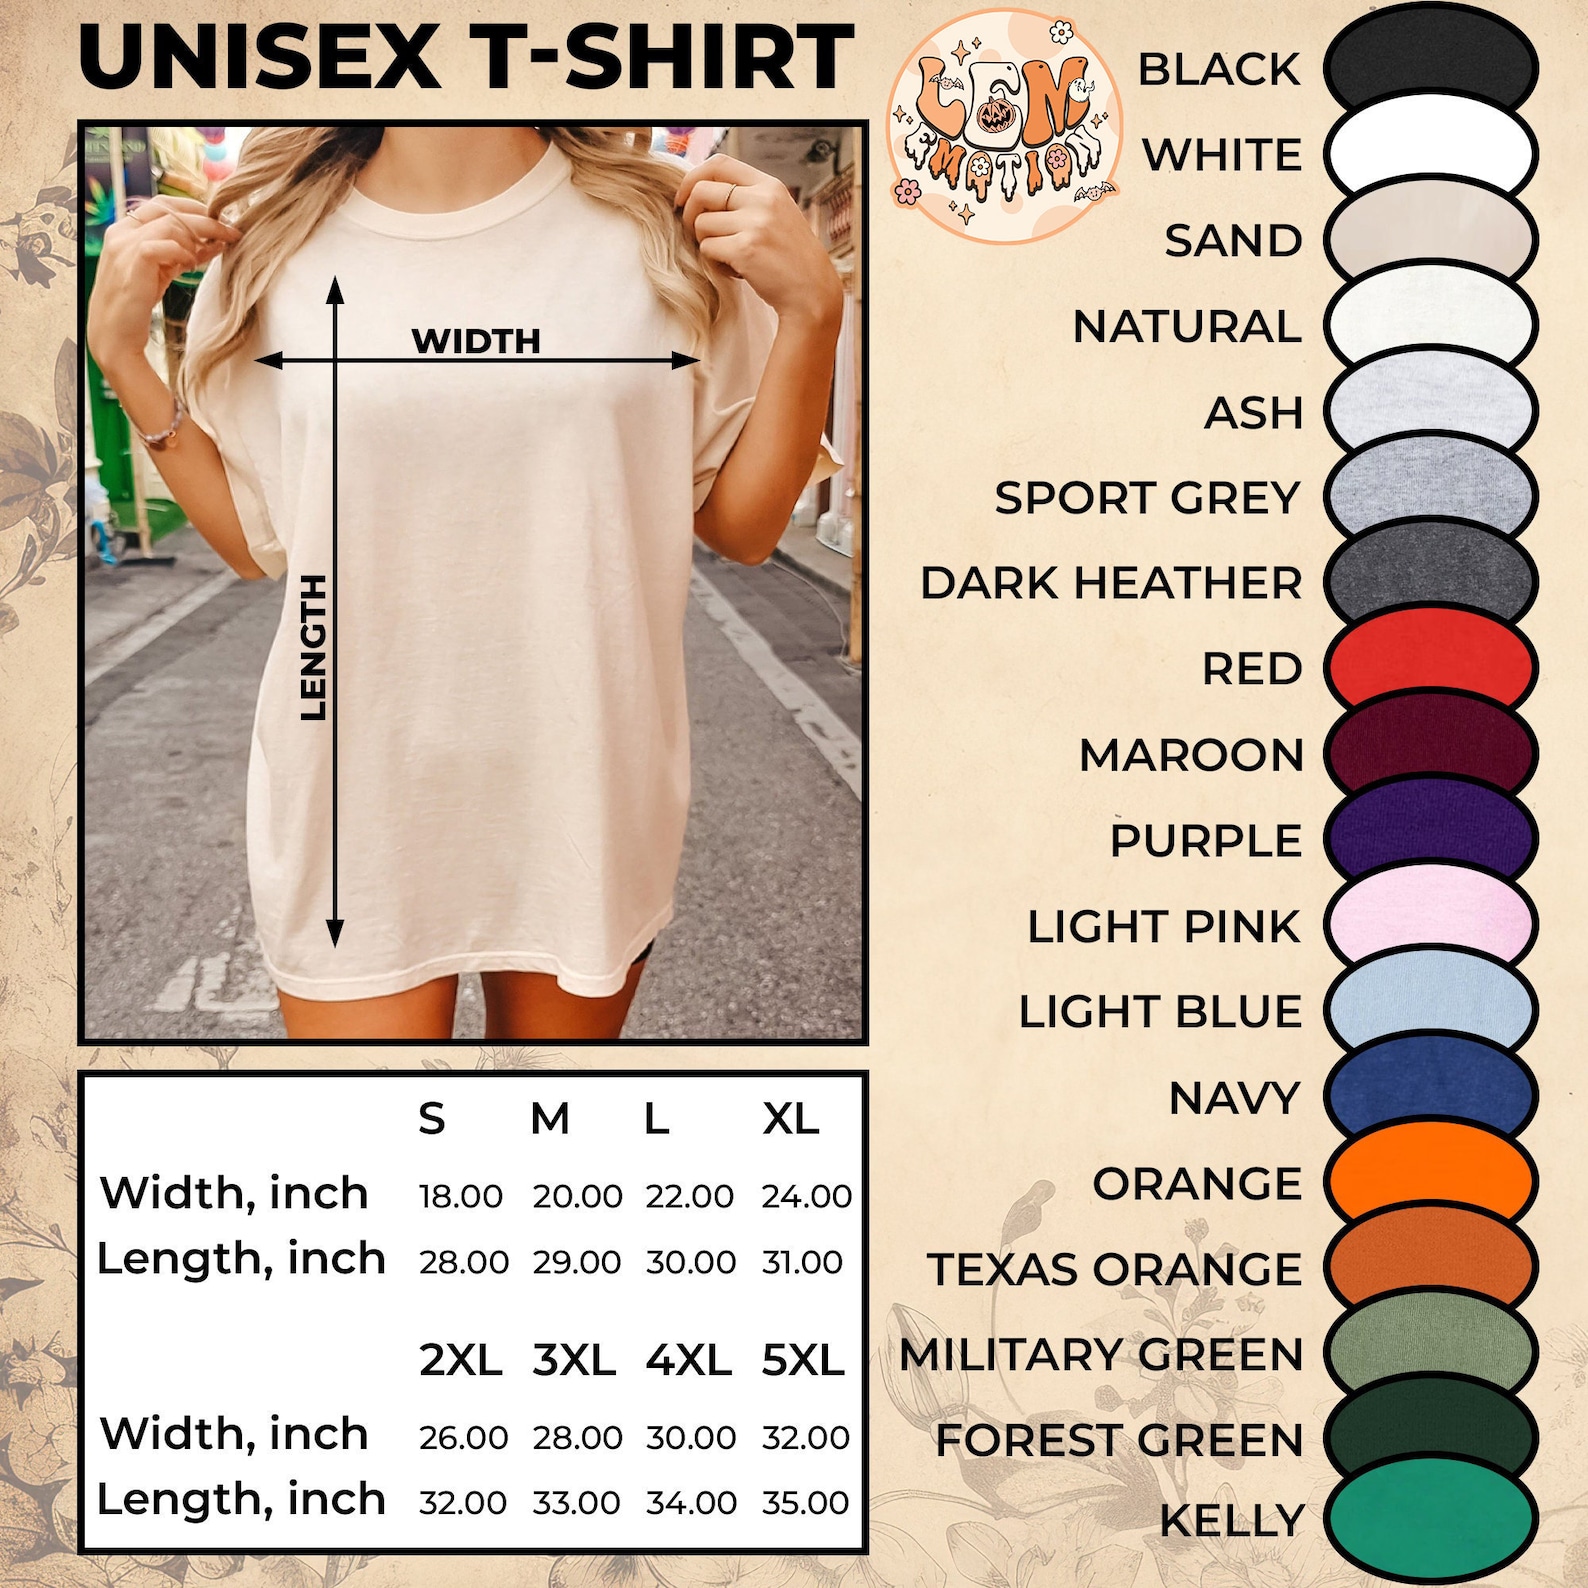 UNISEX T-SHIRT
LEM
EMOTION
WIDTH
LENGTH
S M L XL
Width, inch 18.00 20.00 22.00 24.00
Length, inch 28.00 29.00 30.00 31.00
2XL 3XL 4XL 5XL
Width, inch 26.00 28.00 30.00 32.00
Length, inch 32.00 33.00 34.00 35.00
BLACK
WHITE
SAND
NATURAL
ASH
SPORT GREY
DARK HEATHER
RED
MAROON
PURPLE
LIGHT PINK
LIGHT BLUE
NAVY
ORANGE
TEXAS ORANGE
MILITARY GREEN
FOREST GREEN
KELLY